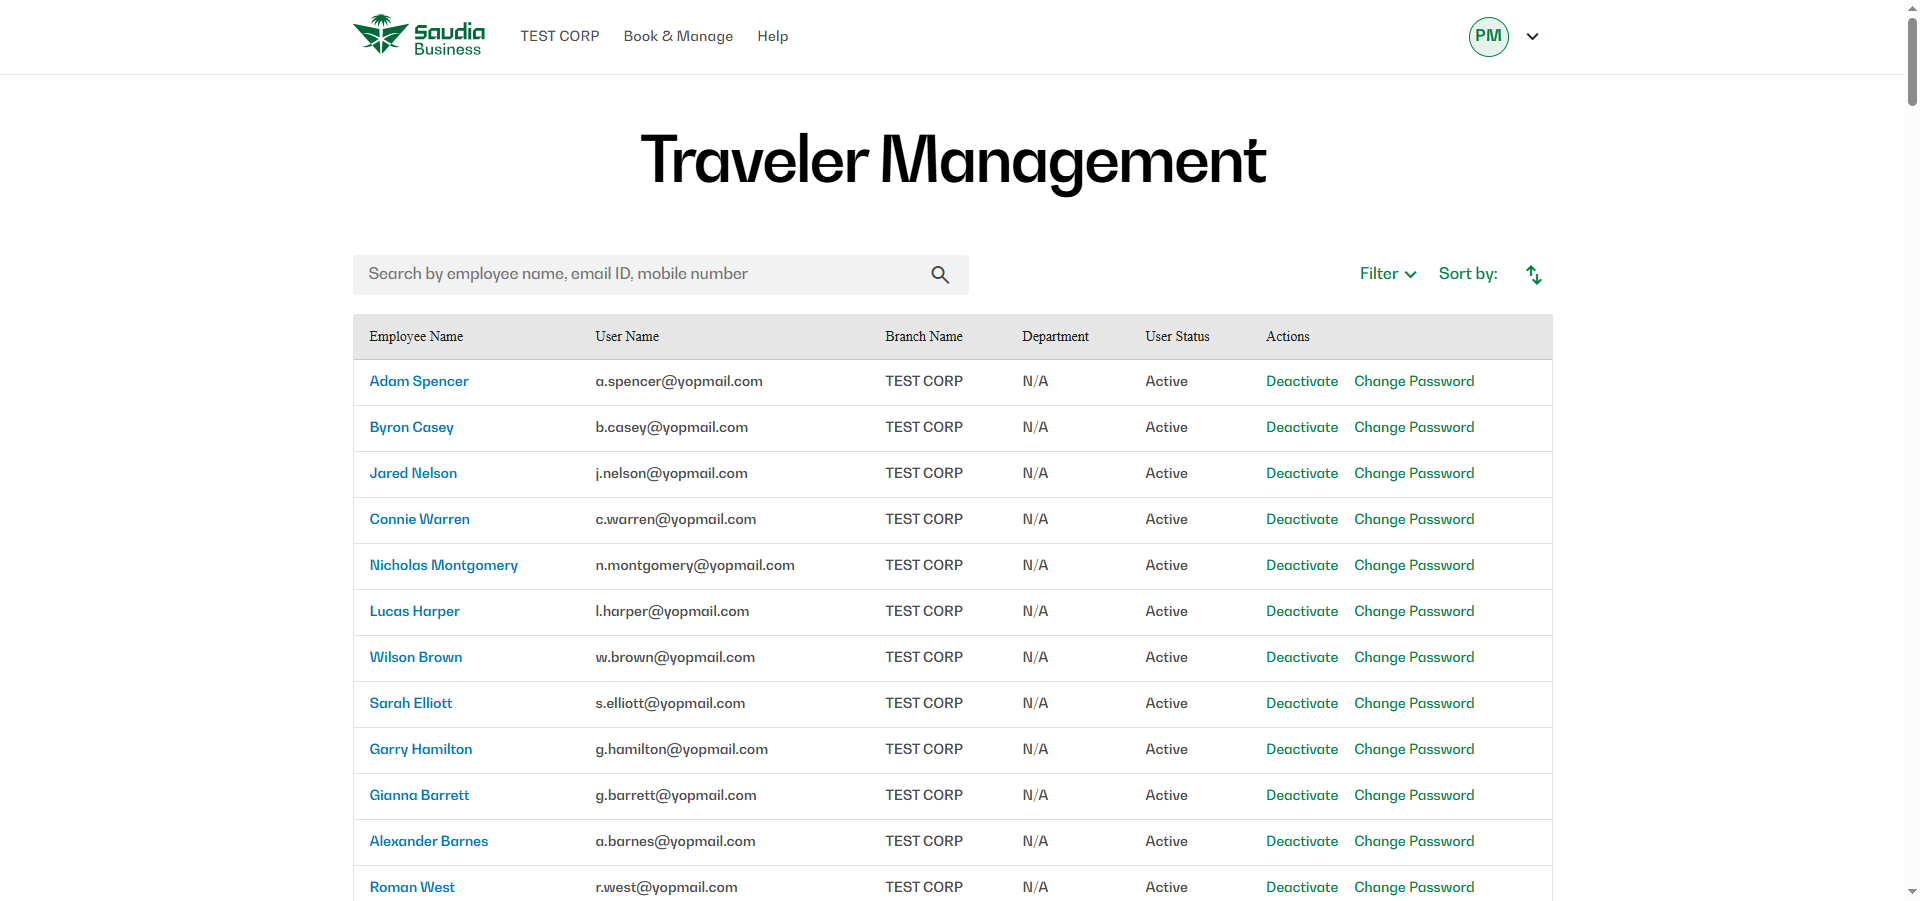 Saudia Business TEST CORP Book & Manage Help PM
Traveler Management
Search by employee name, email ID, mobile number Filter Sort by:
Employee Name User Name Branch Name Department User Status Actions
Adam Spencer a.spencer@yopmail.com TEST CORP N/A Active Deactivate Change Password
Byron Casey b.casey@yopmail.com TEST CORP N/A Active Deactivate Change Password
Jared Nelson j.nelson@yopmail.com TEST CORP N/A Active Deactivate Change Password
Connie Warren c.warren@yopmail.com TEST CORP N/A Active Deactivate Change Password
Nicholas Montgomery n.montgomery@yopmail.com TEST CORP N/A Active Deactivate Change Password
Lucas Harper l.harper@yopmail.com TEST CORP N/A Active Deactivate Change Password
Wilson Brown w.brown@yopmail.com TEST CORP N/A Active Deactivate Change Password
Sarah Elliott s.elliott@yopmail.com TEST CORP N/A Active Deactivate Change Password
Garry Hamilton g.hamilton@yopmail.com TEST CORP N/A Active Deactivate Change Password
Gianna Barrett g.barrett@yopmail.com TEST CORP N/A Active Deactivate Change Password
Alexander Barnes a.barnes@yopmail.com TEST CORP N/A Active Deactivate Change Password
Roman West r.west@yopmail.com TEST CORP N/A Active Deactivate Change Password